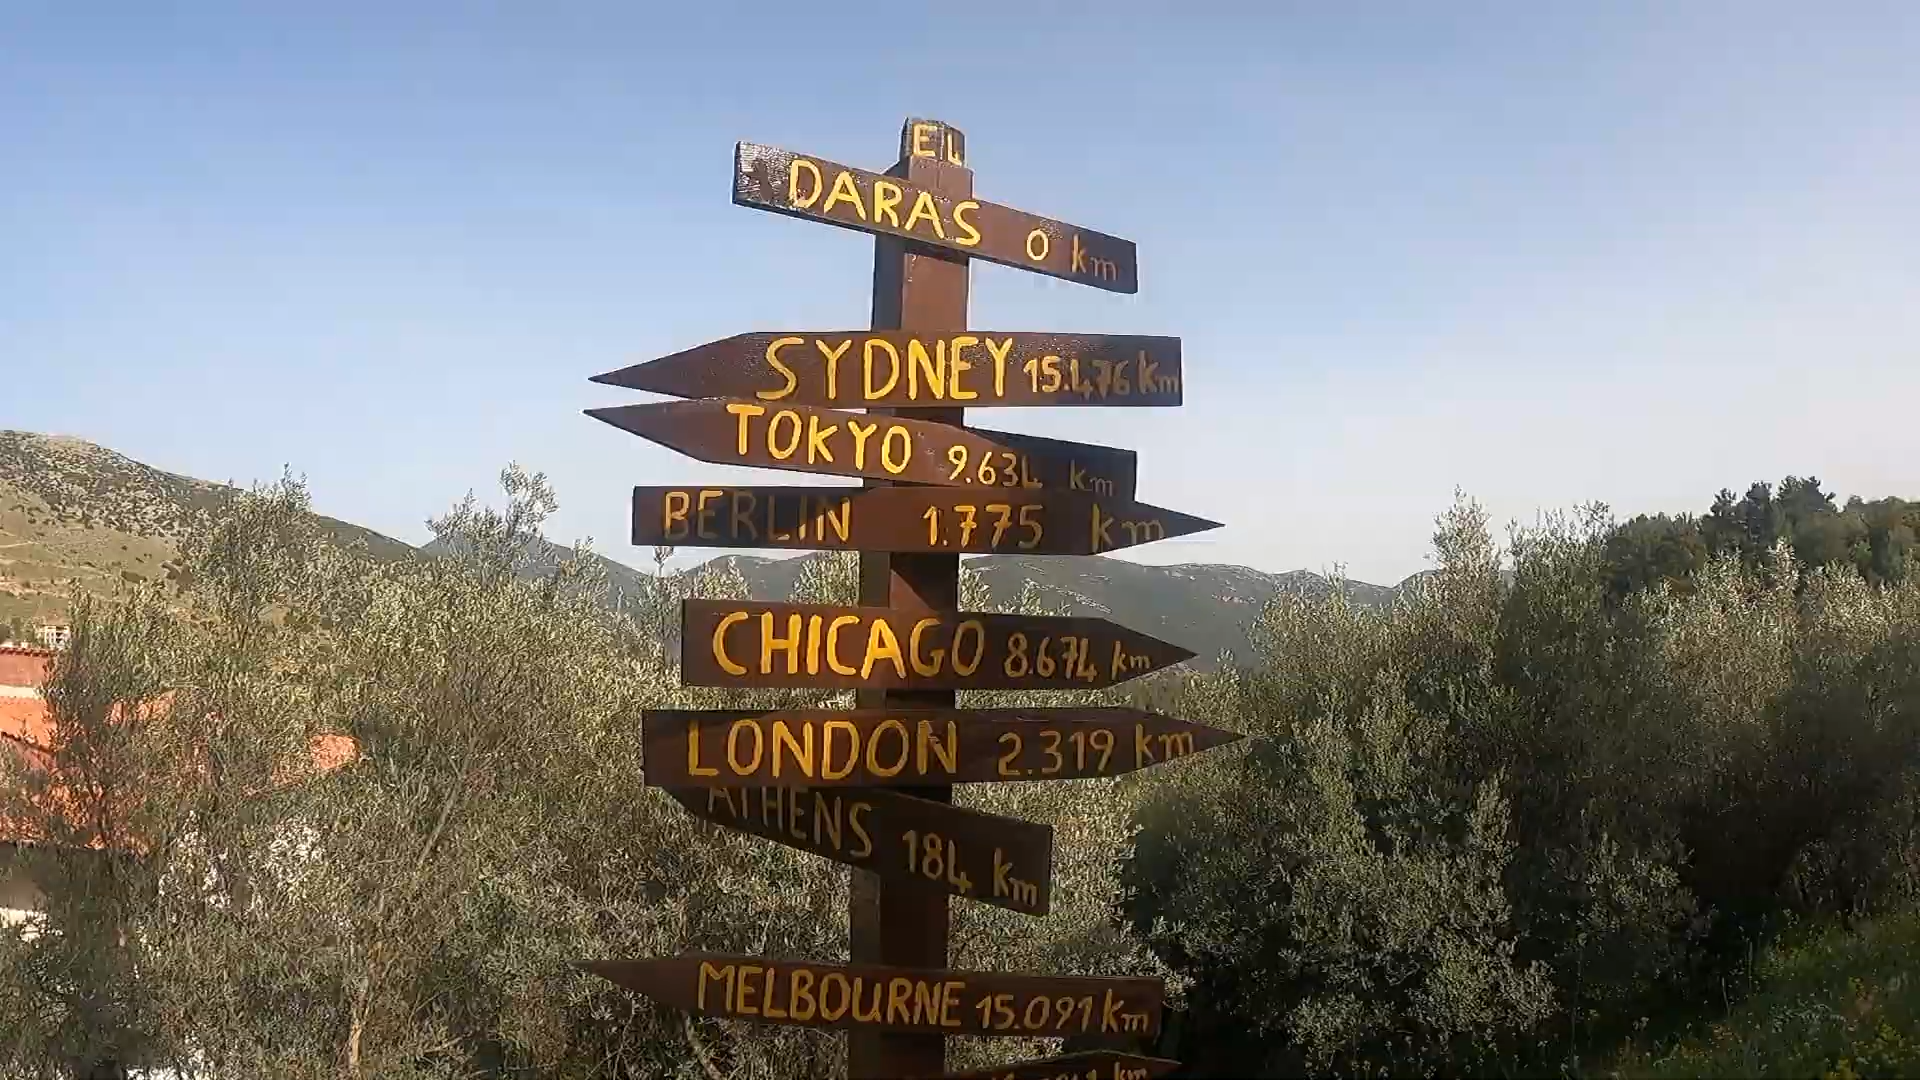 EL
DARAS 0 km
SYDNEY 15.476 km
TOKYO 9.634 km
BERLIN 1.775 km
CHICAGO 8.674 km
LONDON 2.319 km
ATHENS 184 km
MELBOURNE 15.091 km
km